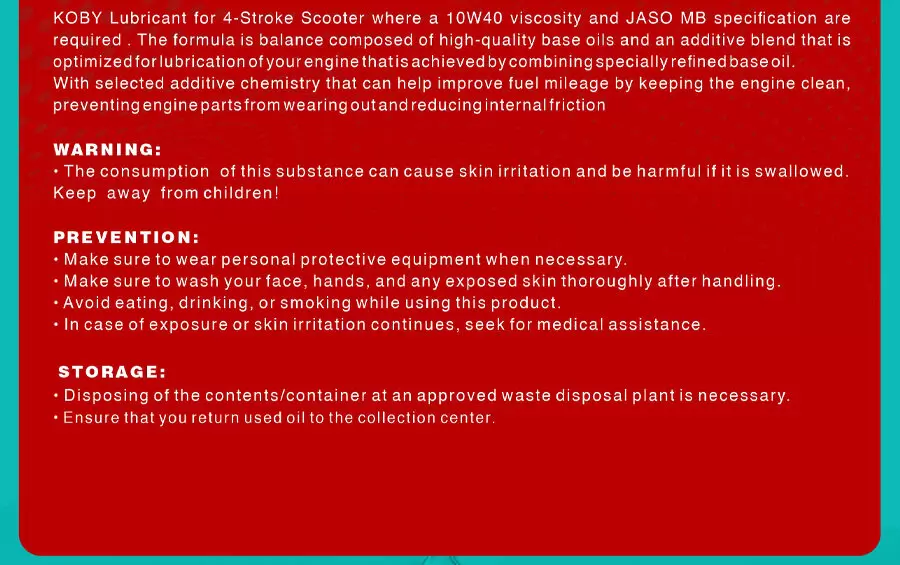 KOBY Lubricant for 4-Stroke Scooter where a 10W40 viscosity and JASO MB specification are
required . The formula is balance composed of high-quality base oils and an additive blend that is
optimized for lubrication of your engine that is achieved by combining specially refined base oil.
With selected additive chemistry that can help improve fuel mileage by keeping the engine clean,
preventing engine parts from wearing out and reducing internal friction
WARNING:
• The consumption of this substance can cause skin irritation and be harmful if it is swallowed.
Keep away from children!
PREVENTION:
• Make sure to wear personal protective equipment when necessary.
• Make sure to wash your face, hands, and any exposed skin thoroughly after handling.
• Avoid eating, drinking, or smoking while using this product.
• In case of exposure or skin irritation continues, seek for medical assistance.
STORAGE:
• Disposing of the contents/container at an approved waste disposal plant is necessary.
• Ensure that you return used oil to the collection center.